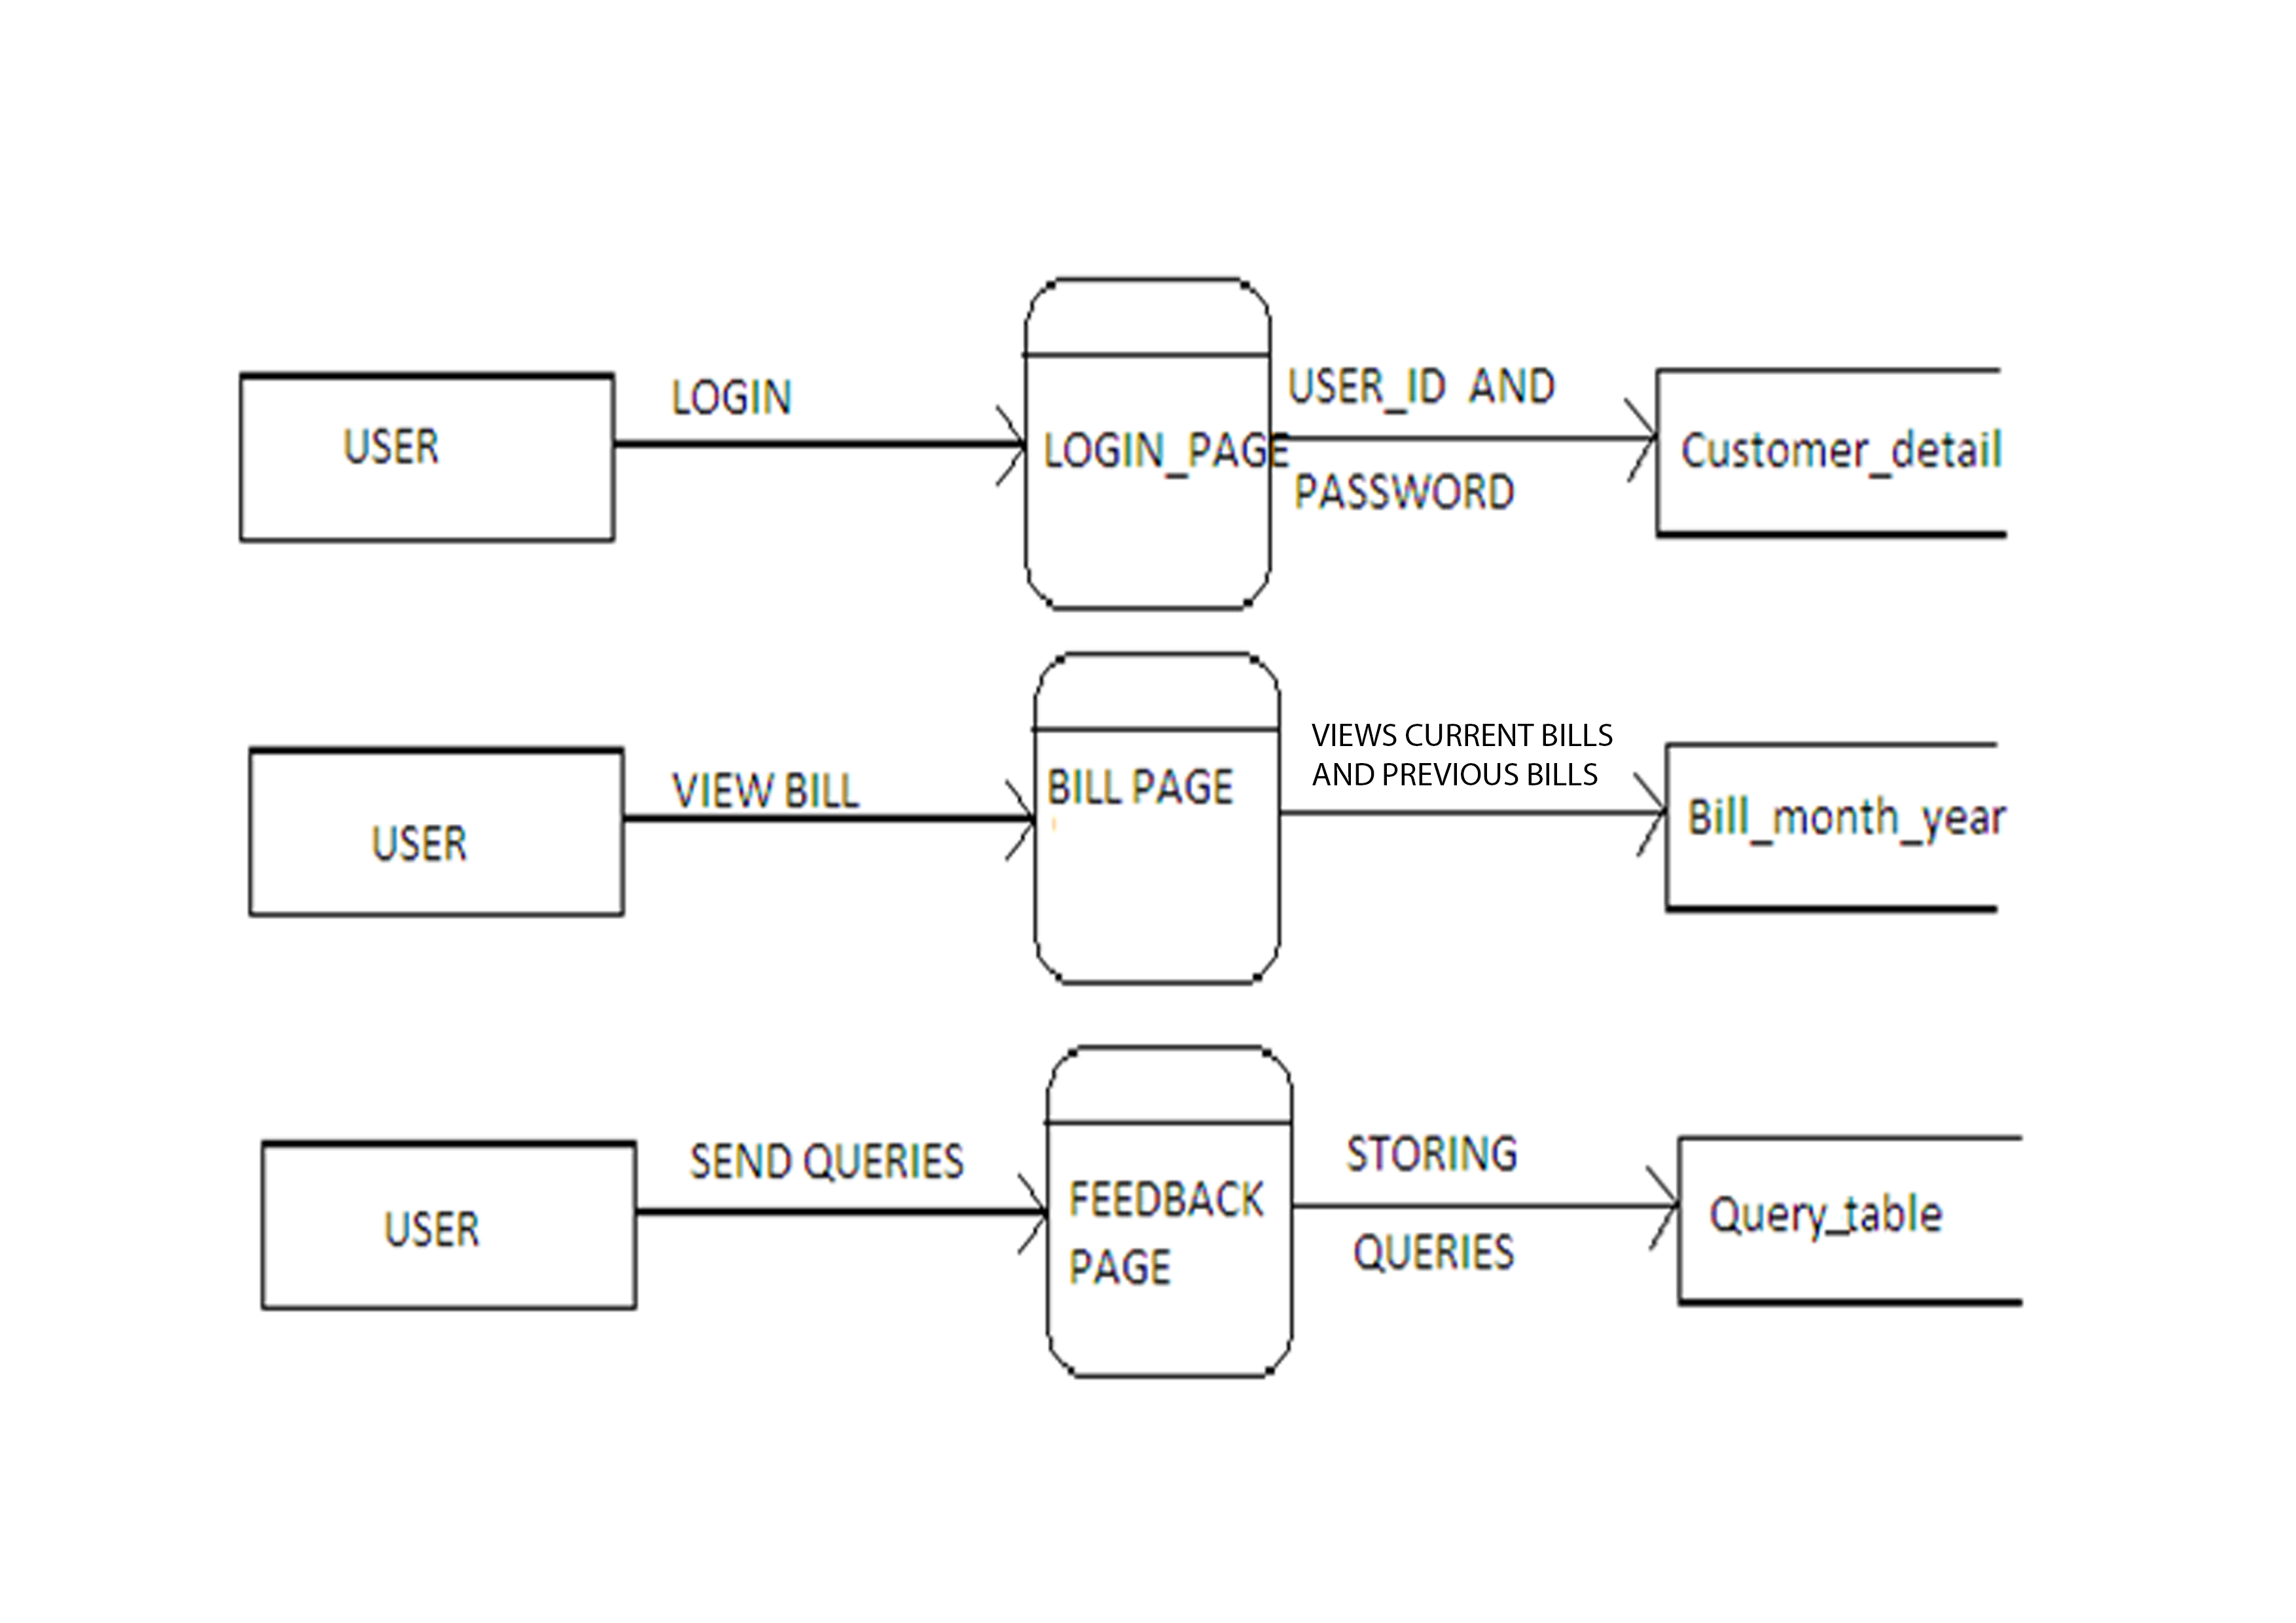 USER
LOGIN
LOGIN_PAGE
USER_ID AND
PASSWORD
Customer_detail
USER
VIEW BILL
BILL PAGE
VIEWS CURRENT BILLS
AND PREVIOUS BILLS
Bill_month_year
USER
SEND QUERIES
FEEDBACK
PAGE
STORING
QUERIES
Query_table